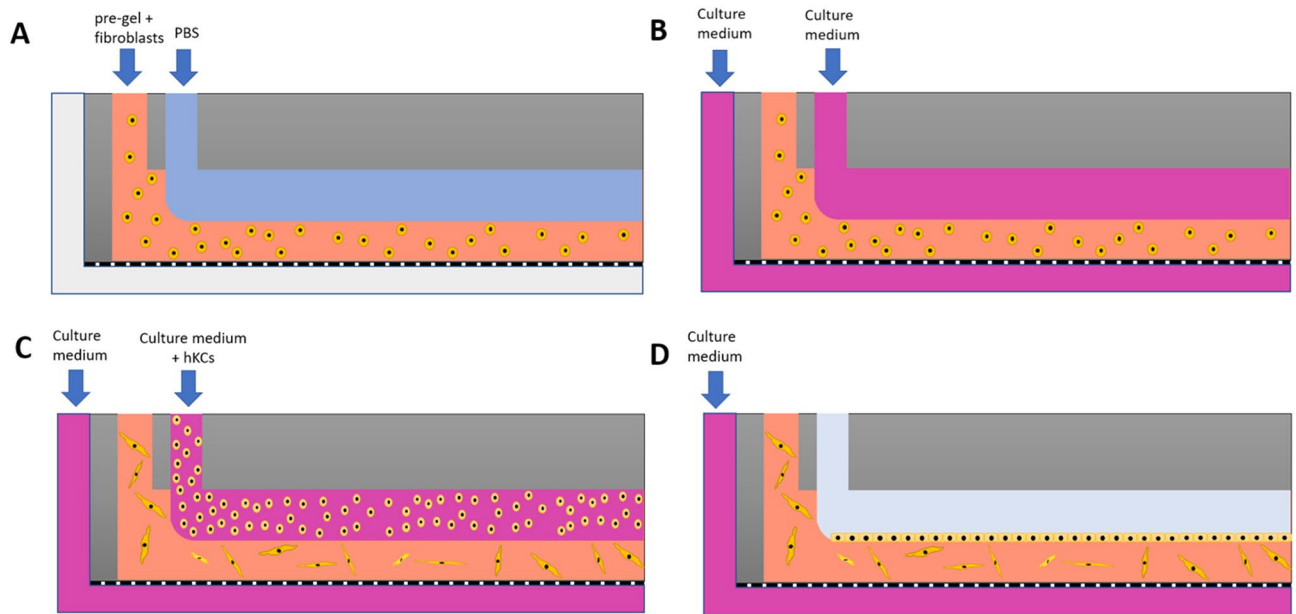 A
pre-gel +
fibroblasts
PBS
B
Culture
medium
Culture
medium
C
Culture
medium
Culture medium
+ hKCs
D
Culture
medium